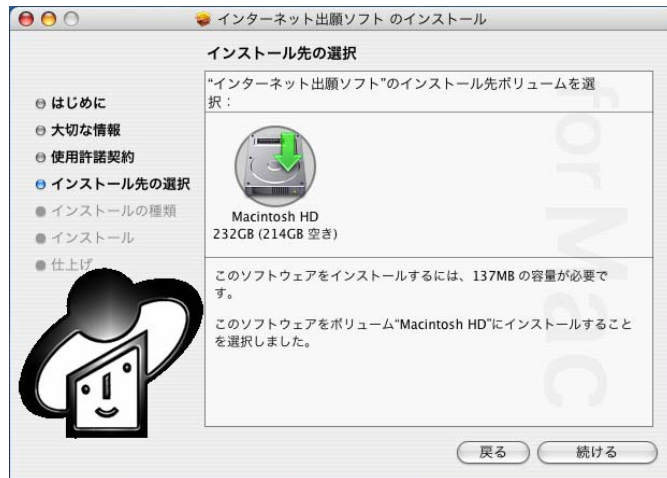 インターネット出願ソフト のインストール
インストール先の選択
はじめに
大切な情報
使用許諾契約
インストール先の選択
インストールの種類
インストール
仕上げ
“インターネット出願ソフト”のインストール先ボリュームを選
択：
Macintosh HD
232GB (214GB 空き)
このソフトウェアをインストールするには、137MB の容量が必要で
す。
このソフトウェアをボリューム“Macintosh HD”にインストールすること
を選択しました。
for Mac
戻る
続ける